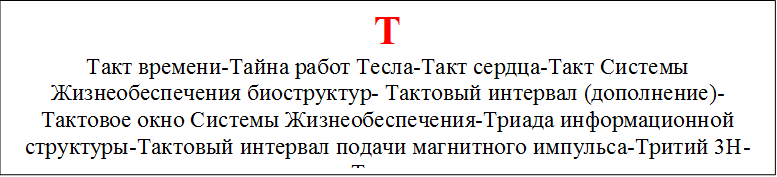 Т
Такт времени-Тайна работ Тесла-Такт сердца-Такт Системы
Жизнеобеспечения биоструктур- Тактовый интервал (дополнение)-
Тактовое окно Системы Жизнеобеспечения-Триада информационной
структуры-Тактовый интервал подачи магнитного импульса-Тритий 3Н-